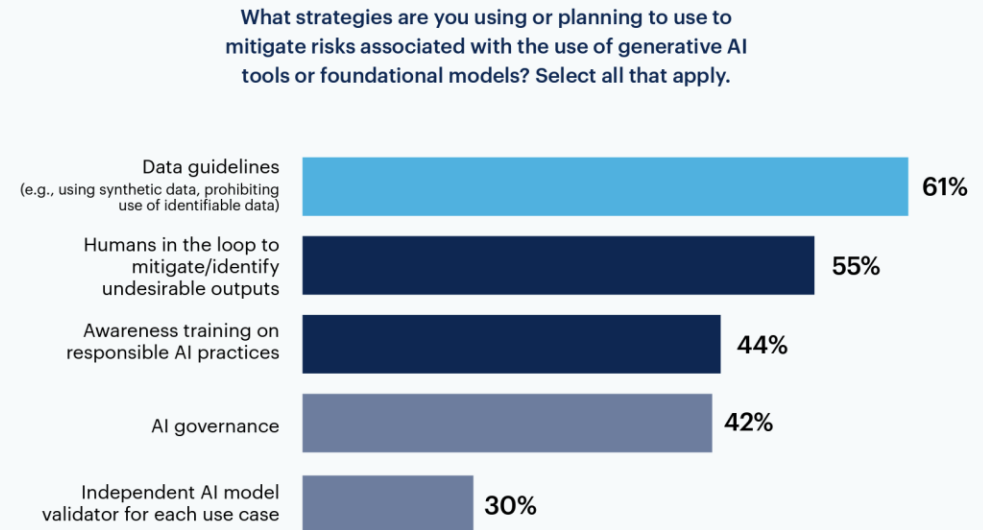 What strategies are you using or planning to use to
mitigate risks associated with the use of generative AI
tools or foundational models? Select all that apply.
Data guidelines
(e.g., using synthetic data, prohibiting
use of identifiable data)
61%
Humans in the loop to
mitigate/identify
undesirable outputs
55%
Awareness training on
responsible AI practices
44%
AI governance
42%
Independent AI model
validator for each use case
30%